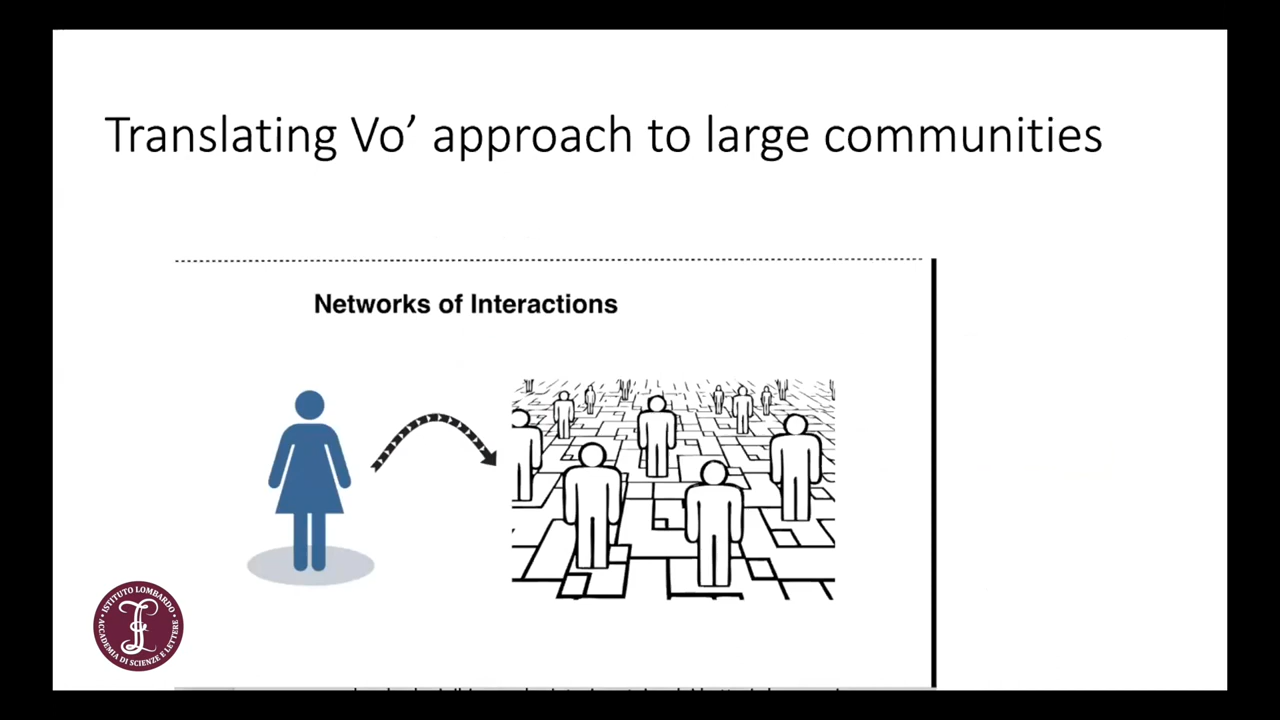 Translating Vo’ approach to large communities
Networks of Interactions
· ISTITUTO LOMBARDO ·
ACCADEMIA DI SCIENZE E LETTERE